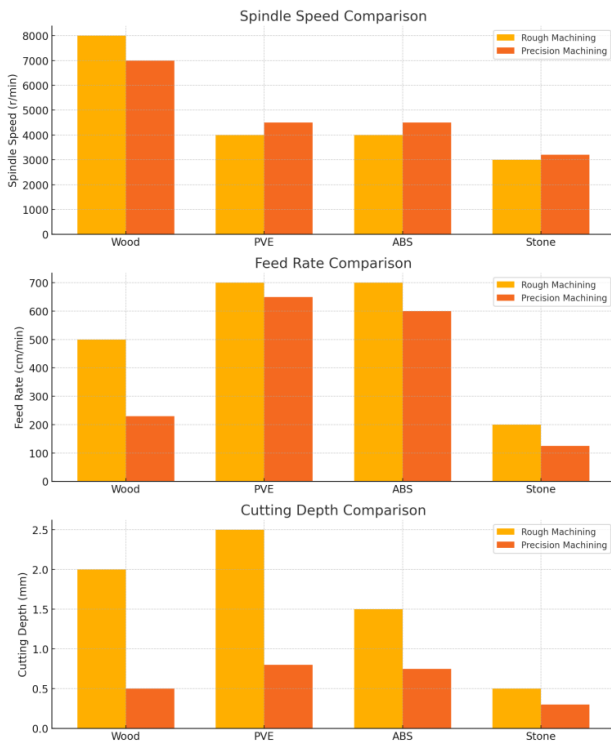 Spindle Speed Comparison
Spindle Speed (r/min)
8000
7000
6000
5000
4000
3000
2000
1000
0
Rough Machining
Precision Machining
Wood PVE ABS Stone
Feed Rate Comparison
Feed Rate (cm/min)
700
600
500
400
300
200
100
0
Rough Machining
Precision Machining
Wood PVE ABS Stone
Cutting Depth Comparison
Cutting Depth (mm)
2.5
2.0
1.5
1.0
0.5
0.0
Rough Machining
Precision Machining
Wood PVE ABS Stone